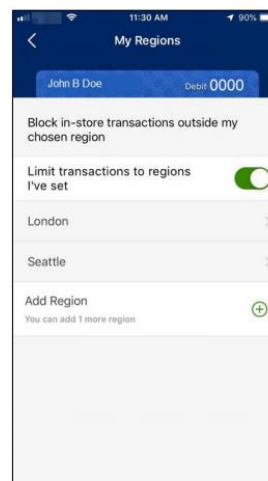 11:30 AM
90%
My Regions
John B Doe
Debit 0000
Block in-store transactions outside my
chosen region
Limit transactions to regions
I've set
London
Seattle
Add Region
You can add 1 more region